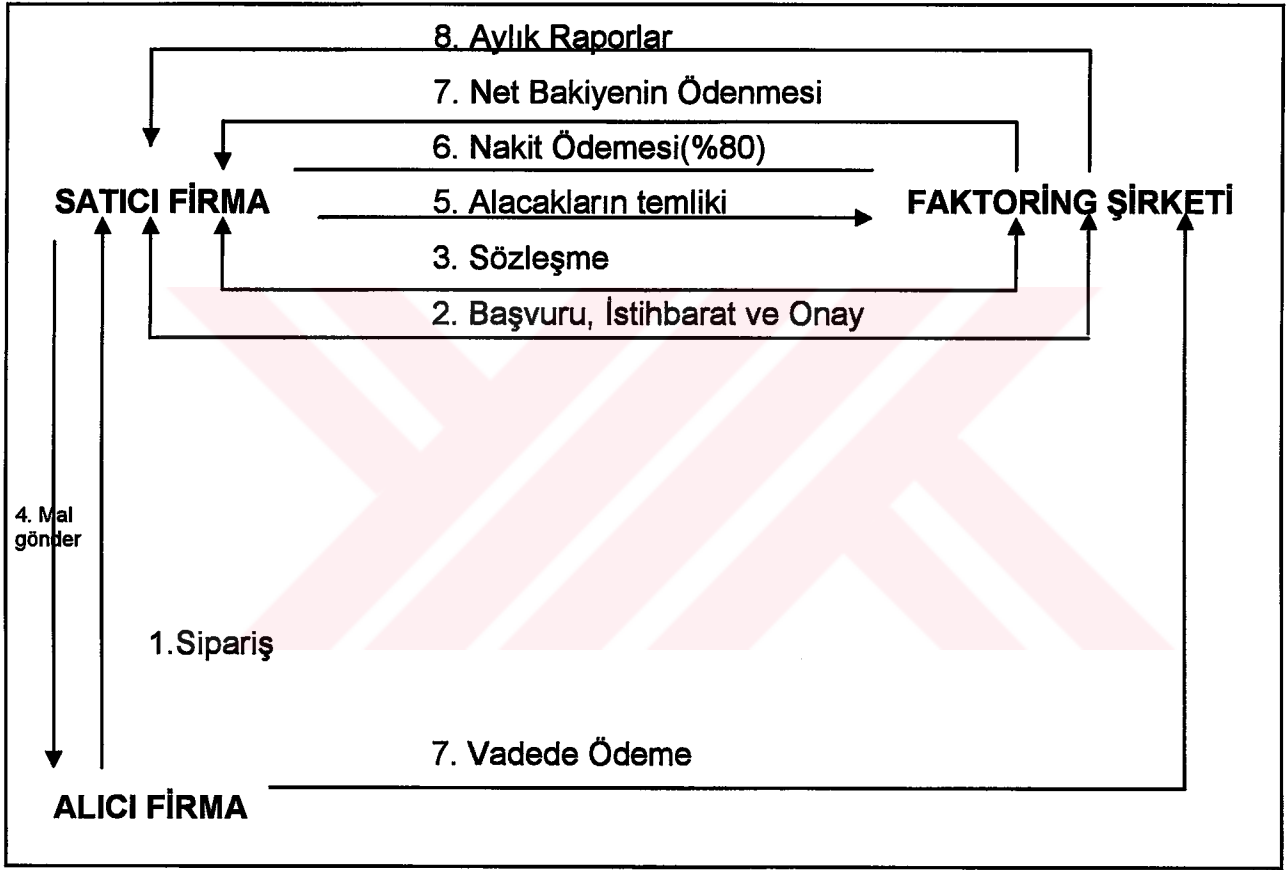 8. Aylık Raporlar
7. Net Bakiyenin Ödenmesi
6. Nakit Ödemesi(%80)
SATICI FİRMA
5. Alacakların temliki
FAKTORİNG ŞİRKETİ
3. Sözleşme
2. Başvuru, İstihbarat ve Onay
4. Mal
gönder
1.Sipariş
7. Vadede Ödeme
ALICI FİRMA